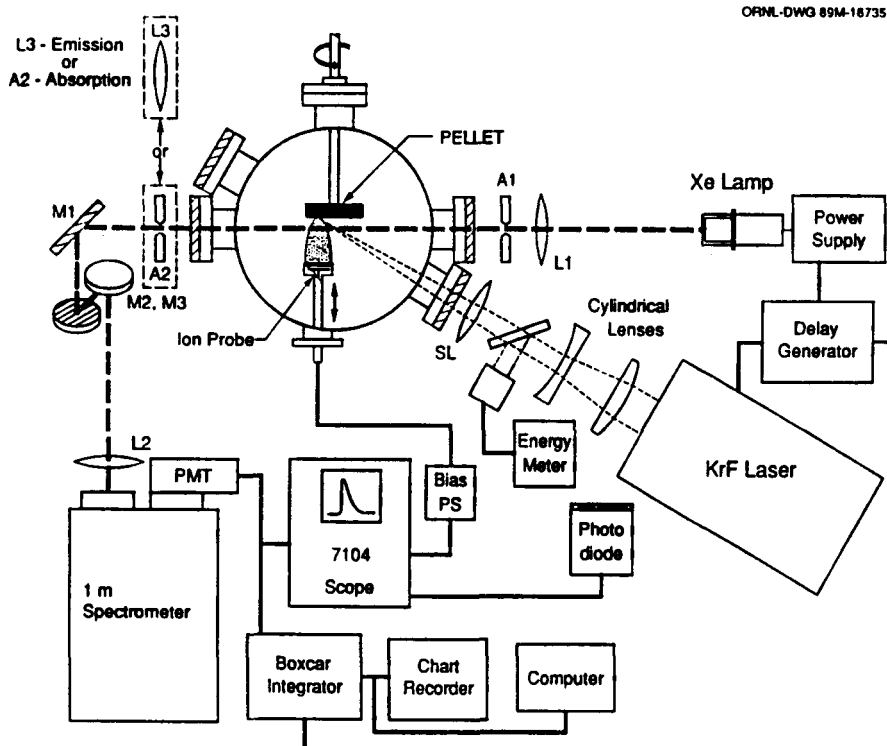 ORNL-DWG 89M-16735
L3 - Emission
or
A2 - Absorption
L3
or
PELLET
M1
A2
M2, M3
A1
L1
Xe Lamp
Power
Supply
Ion Probe
SL
Cylindrical
Lenses
Delay
Generator
L2
PMT
Energy
Meter
KrF Laser
Bias
PS
7104
Scope
Photo
diode
1 m
Spectrometer
Boxcar
Integrator
Chart
Recorder
Computer